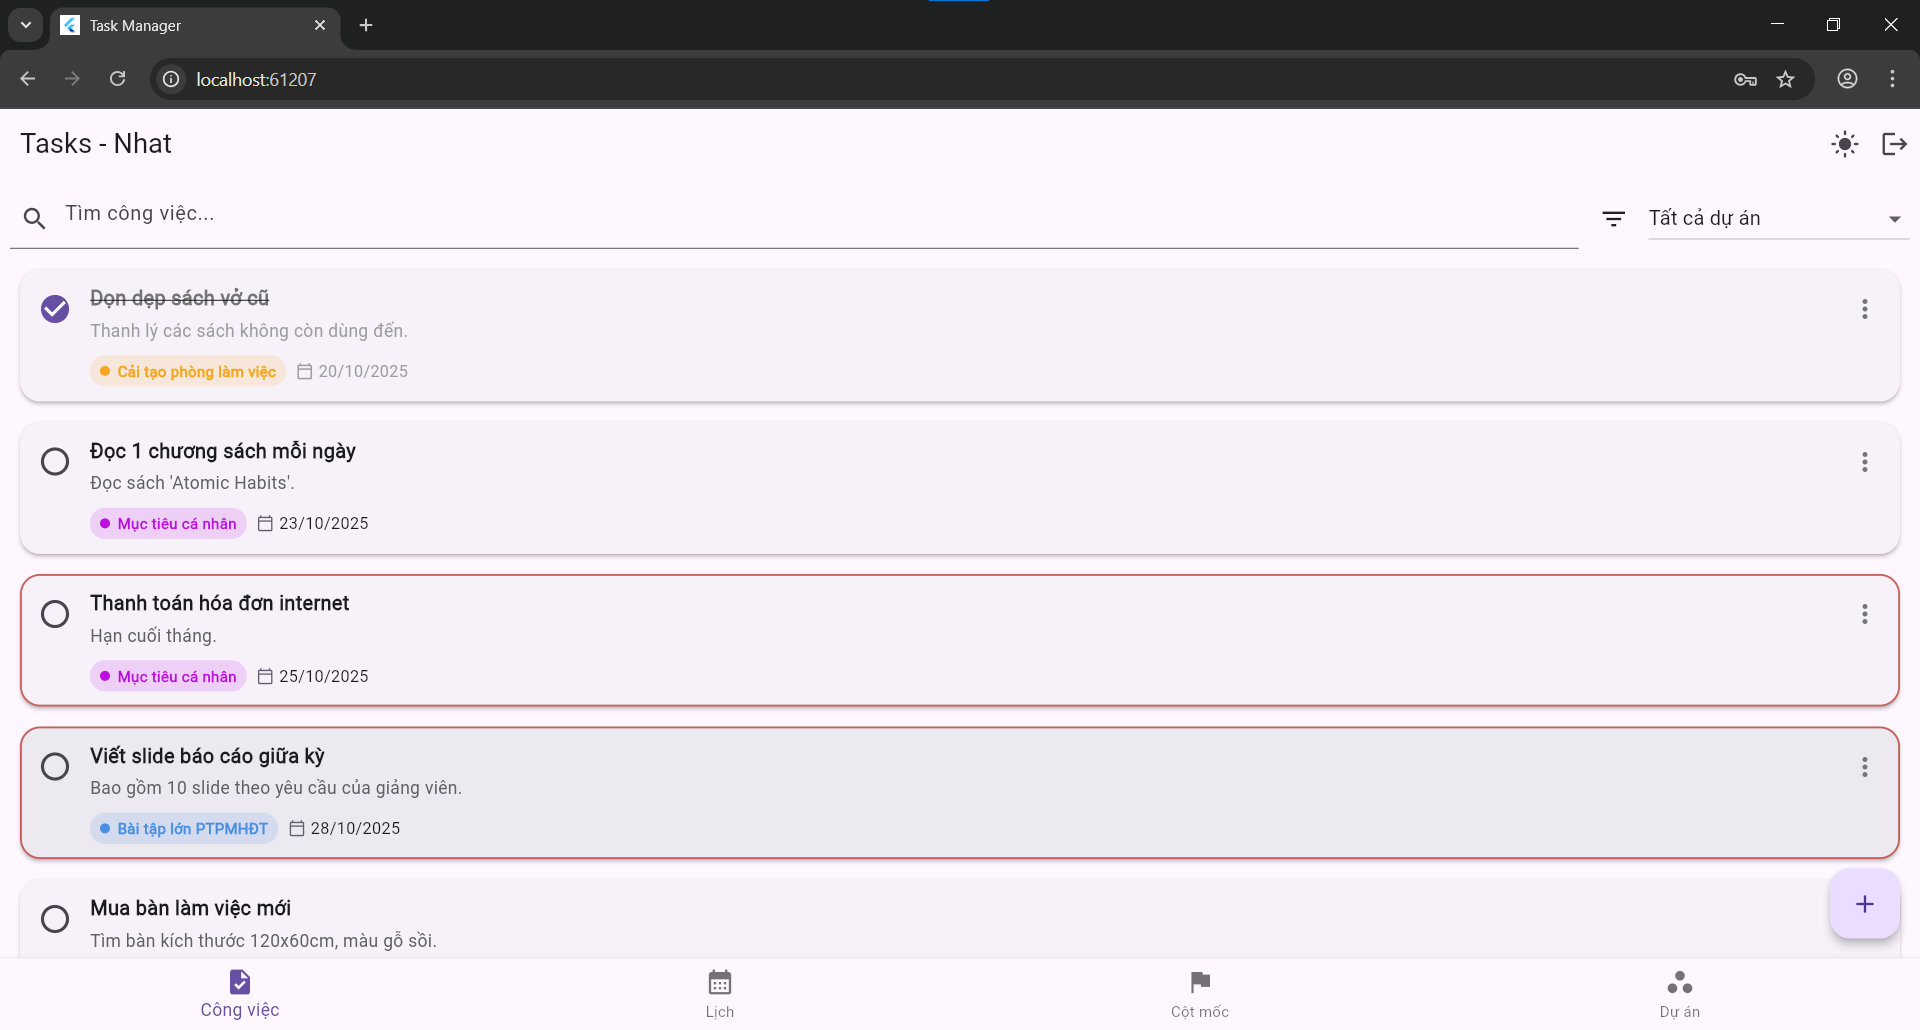 Task Manager
localhost:61207
Tasks - Nhat
Tìm công việc...
Tất cả dự án
Dọn dẹp sách vở cũ
Thanh lý các sách không còn dùng đến.
Cải tạo phòng làm việc 20/10/2025
Đọc 1 chương sách mỗi ngày
Đọc sách 'Atomic Habits'.
Mục tiêu cá nhân 23/10/2025
Thanh toán hóa đơn internet
Hạn cuối tháng.
Mục tiêu cá nhân 25/10/2025
Viết slide báo cáo giữa kỳ
Bao gồm 10 slide theo yêu cầu của giảng viên.
Bài tập lớn PTPMHĐT 28/10/2025
Mua bàn làm việc mới
Tìm bàn kích thước 120x60cm, màu gỗ sồi.
Công việc
Lịch
Cột mốc
Dự án